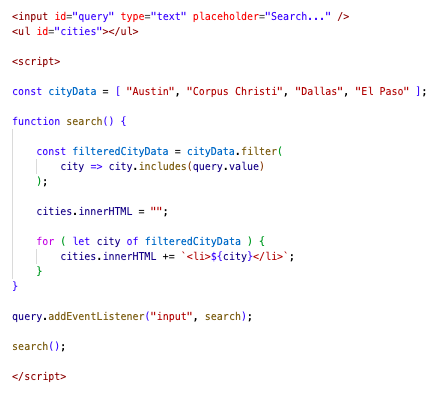 <input id="query" type="text" placeholder="Search..." />
<ul id="cities"></ul>
<script>
const cityData = [ "Austin", "Corpus Christi", "Dallas", "El Paso" ];
function search() {
const filteredCityData = cityData.filter(
city => city.includes(query.value)
);
cities.innerHTML = "";
for ( let city of filteredCityData ) {
cities.innerHTML += `<li>${city}</li>`;
}
}
query.addEventListener("input", search);
search();
</script>